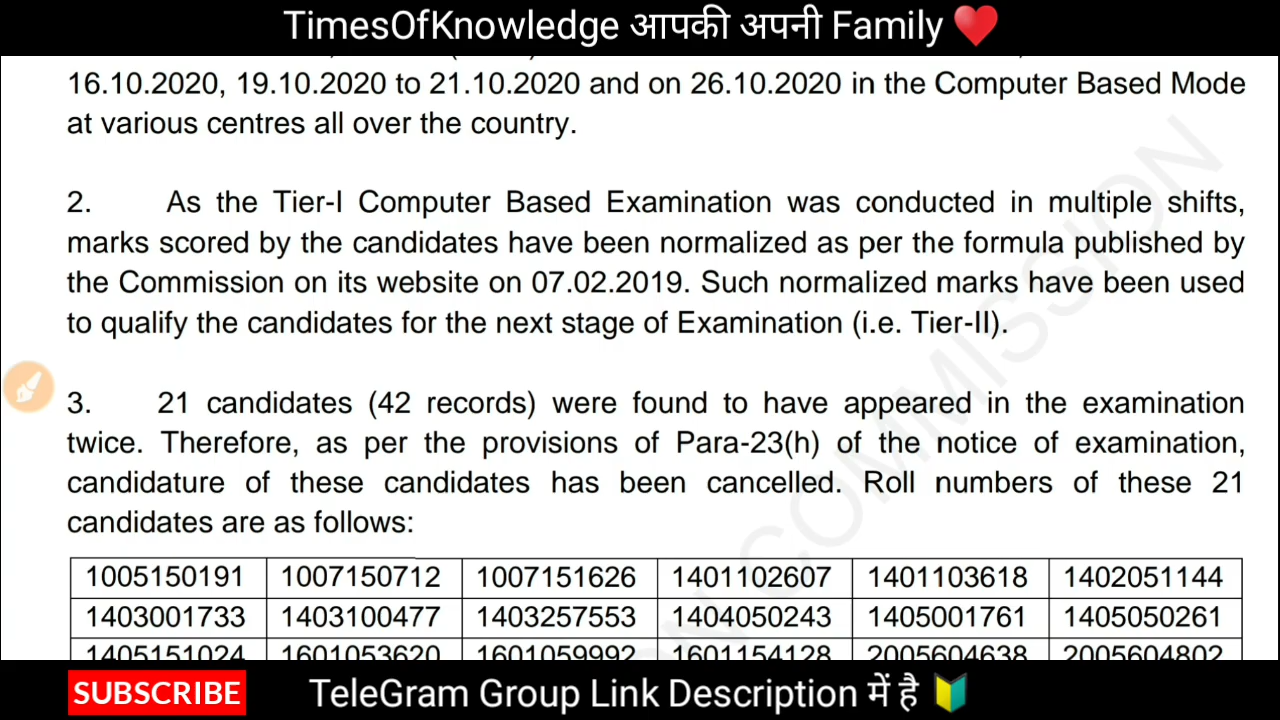 TimesOfKnowledge आपकी अपनी Family
16.10.2020, 19.10.2020 to 21.10.2020 and on 26.10.2020 in the Computer Based Mode
at various centres all over the country.
2. As the Tier-I Computer Based Examination was conducted in multiple shifts,
marks scored by the candidates have been normalized as per the formula published by
the Commission on its website on 07.02.2019. Such normalized marks have been used
to qualify the candidates for the next stage of Examination (i.e. Tier-II).
3. 21 candidates (42 records) were found to have appeared in the examination
twice. Therefore, as per the provisions of Para-23(h) of the notice of examination,
candidature of these candidates has been cancelled. Roll numbers of these 21
candidates are as follows:
1005150191 1007150712 1007151626 1401102607 1401103618 1402051144
1403001733 1403100477 1403257553 1404050243 1405001761 1405050261
1405151024 1601053620 1601059992 1601154128 2005604638 2005604802
N COMMISSION
SUBSCRIBE TeleGram Group Link Description में है